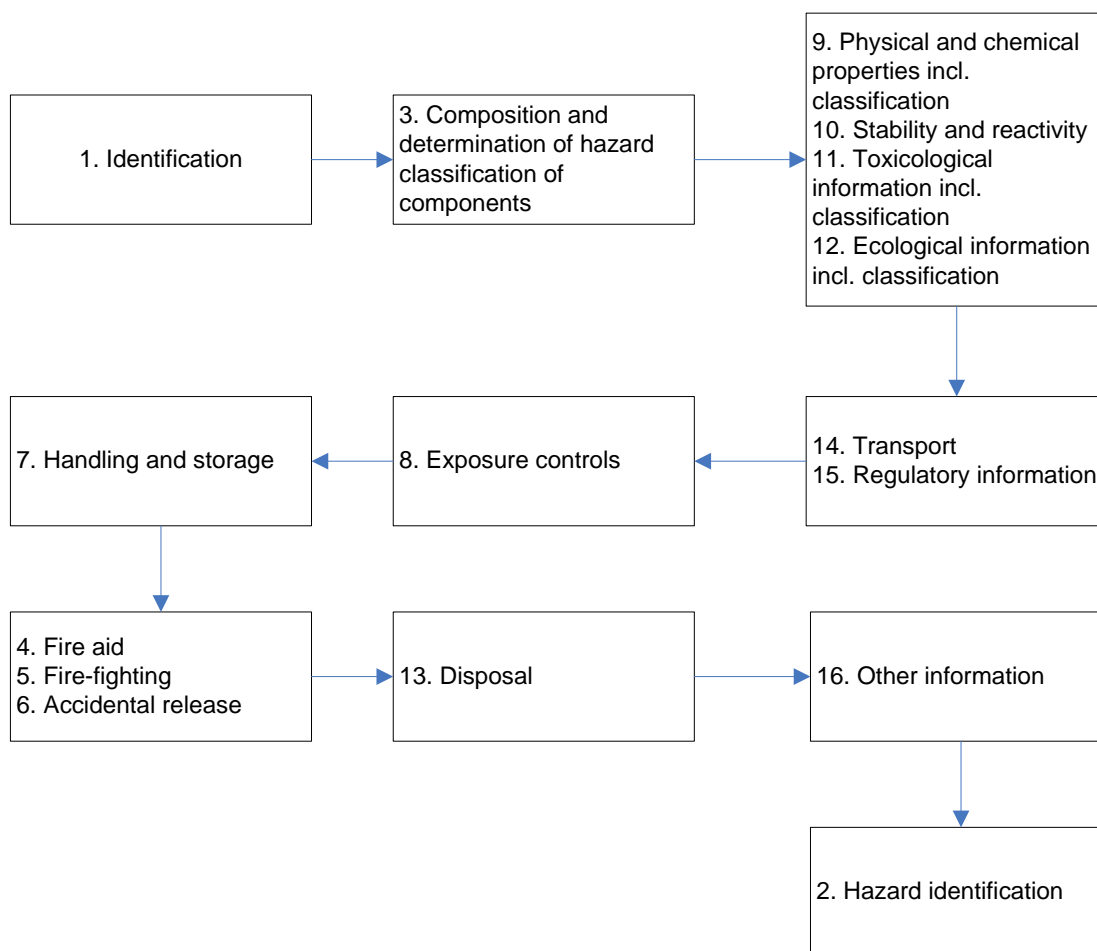 1. Identification
3. Composition and
determination of hazard
classification of
components
9. Physical and chemical
properties incl.
classification
10. Stability and reactivity
11. Toxicological
information incl.
classification
12. Ecological information
incl. classification
14. Transport
15. Regulatory information
8. Exposure controls
7. Handling and storage
4. Fire aid
5. Fire-fighting
6. Accidental release
13. Disposal
16. Other information
2. Hazard identification